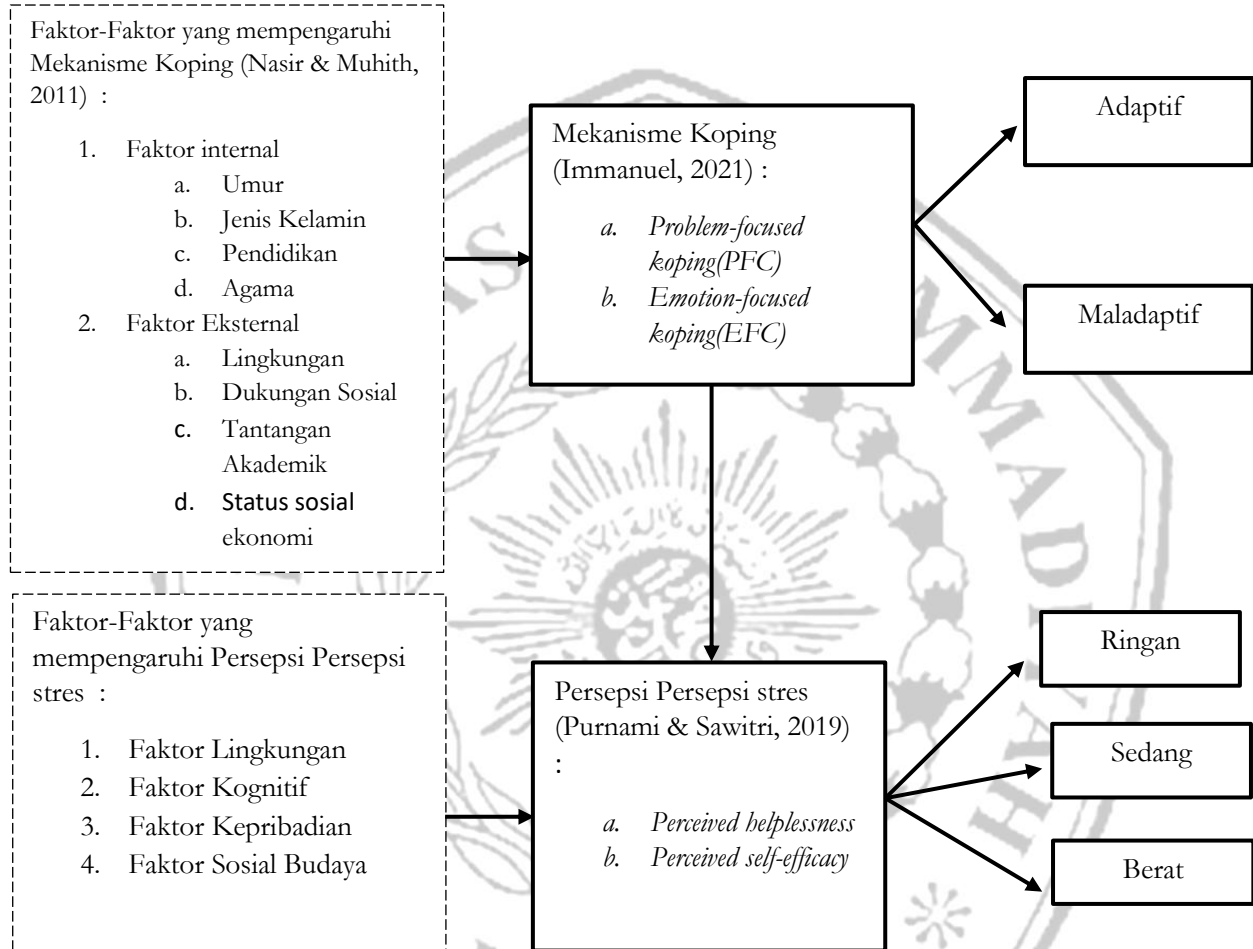 Faktor-Faktor yang mempengaruhi
Mekanisme Koping (Nasir & Muhith,
2011) :
1. Faktor internal
a. Umur
b. Jenis Kelamin
c. Pendidikan
d. Agama
2. Faktor Eksternal
a. Lingkungan
b. Dukungan Sosial
c. Tantangan
Akademik
d. Status sosial
ekonomi
Mekanisme Koping
(Immanuel, 2021) :
a. Problem-focused
koping(PFC)
b. Emotion-focused
koping(EFC)
Adaptif
Maladaptif
Faktor-Faktor yang
mempengaruhi Persepsi Persepsi
stres :
1. Faktor Lingkungan
2. Faktor Kognitif
3. Faktor Kepribadian
4. Faktor Sosial Budaya
Persepsi Persepsi stres
(Purnami & Sawitri, 2019)
:
a. Perceived helplessness
b. Perceived self-efficacy
Ringan
Sedang
Berat